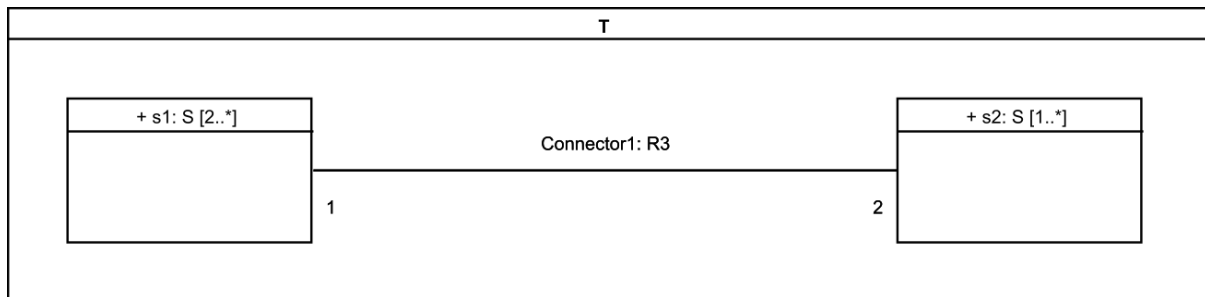 T
+ s1: S [2..*]
+ s2: S [1..*]
Connector1: R3
1
2